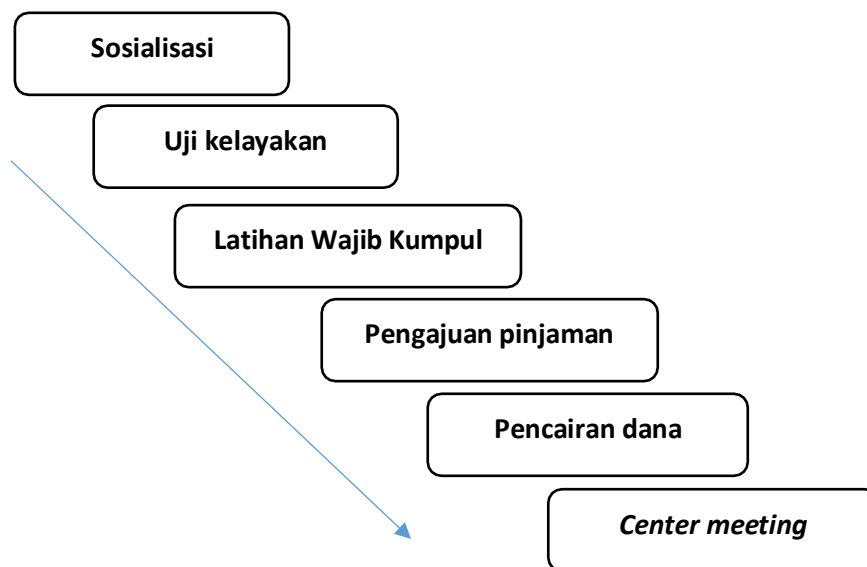 Sosialisasi
Uji kelayakan
Latihan Wajib Kumpul
Pengajuan pinjaman
Pencairan dana
Center meeting